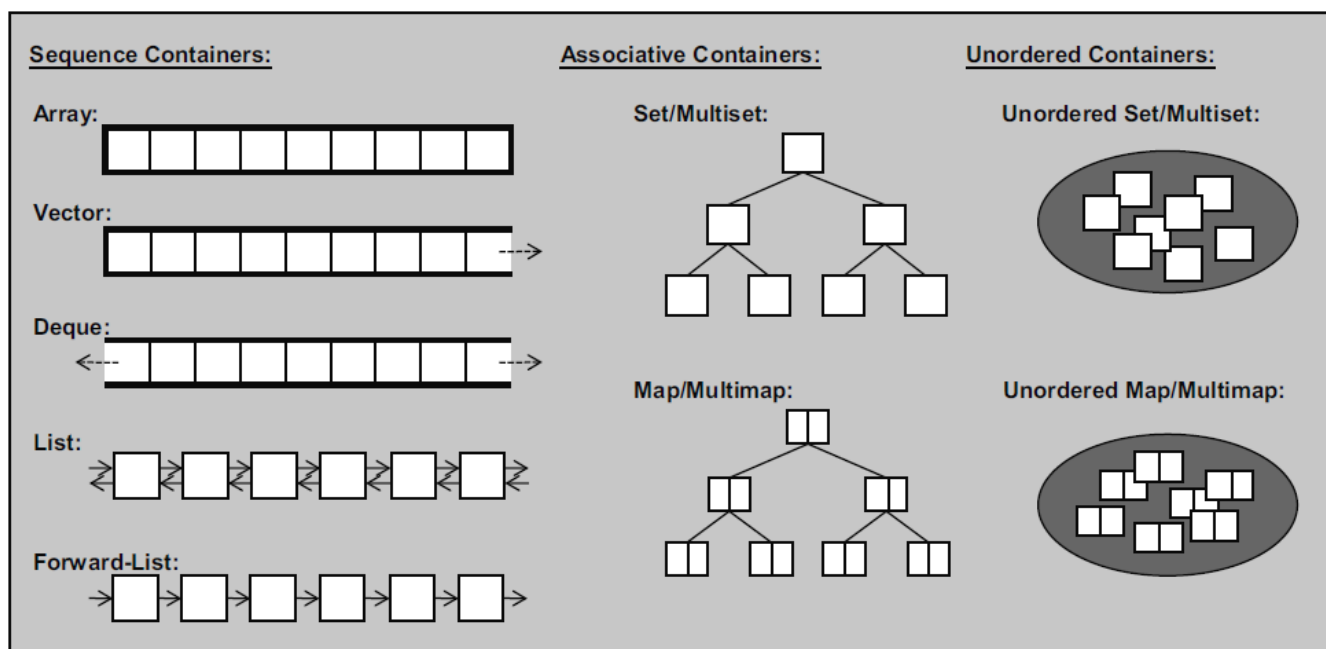 Sequence Containers:
Array:
Vector:
Deque:
List:
Forward-List:
Associative Containers:
Set/Multiset:
Map/Multimap:
Unordered Containers:
Unordered Set/Multiset:
Unordered Map/Multimap: